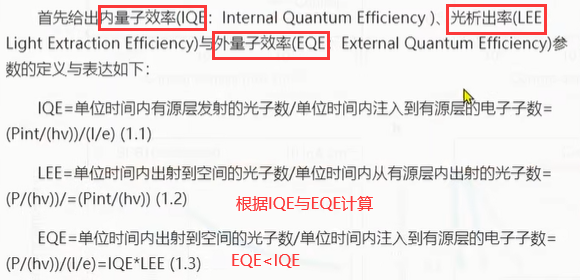 首先给出内量子效率(IQE：Internal Quantum Efficiency )、光析出率(LEE
Light Extraction Efficiency)与外量子效率(EQE：External Quantum Efficiency)参
数的定义与表达如下：
IQE=单位时间内有源层发射的光子数/单位时间内注入到有源层的电子子数=
(Pint/(hv))/(I/e) (1.1)
LEE=单位时间内出射到空间的光子数/单位时间内从有源层内出射的光子数=
(P/(hv))/=(Pint/(hv)) (1.2)
根据IQE与EQE计算
EQE=单位时间内出射到空间的光子数/单位时间内注入到有源层的电子子数=
(P/(hv))/(I/e)=IQE*LEE (1.3)
EQE<IQE